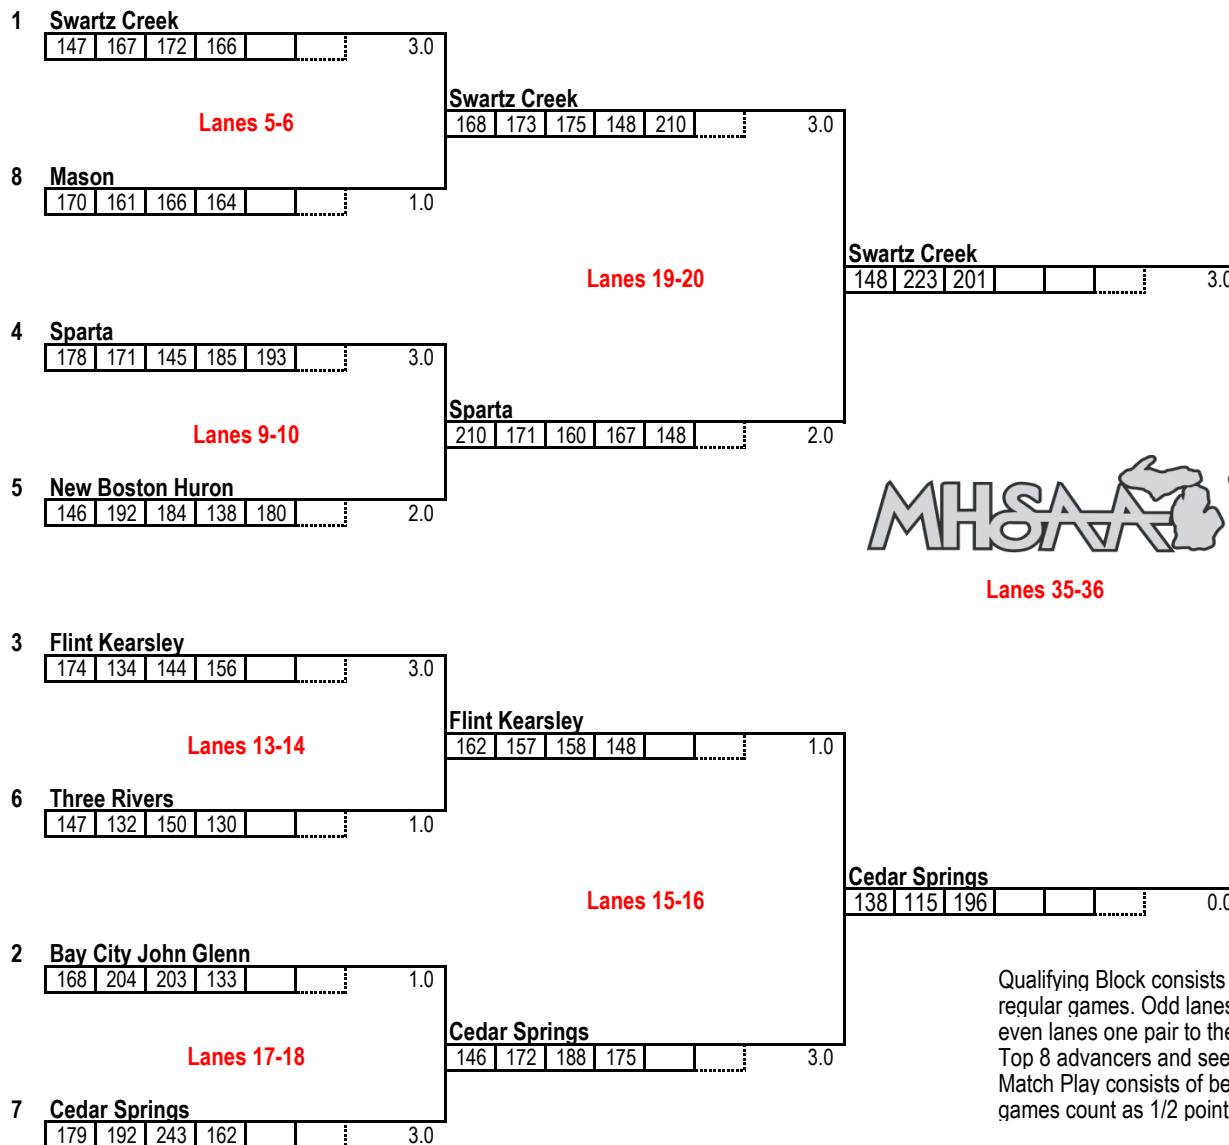 1 Swartz Creek
147 167 172 166 3.0
Swartz Creek
Lanes 5-6
168 173 175 148 210 3.0
8 Mason
170 161 166 164 1.0
Swartz Creek
Lanes 19-20
148 223 201 3.0
4 Sparta
178 171 145 185 193 3.0
Sparta
Lanes 9-10
210 171 160 167 148 2.0
5 New Boston Huron
146 192 184 138 180 2.0
MHSAA
Lanes 35-36
3 Flint Kearsley
174 134 144 156 3.0
Flint Kearsley
Lanes 13-14
162 157 158 148 1.0
6 Three Rivers
147 132 150 130 1.0
Cedar Springs
Lanes 15-16
138 115 196 0.0
2 Bay City John Glenn
168 204 203 133 1.0
Qualifying Block consists
regular games. Odd lanes
even lanes one pair to the
Top 8 advancers and see
Match Play consists of be
games count as 1/2 point
Cedar Springs
Lanes 17-18
146 172 188 175 3.0
7 Cedar Springs
179 192 243 162 3.0